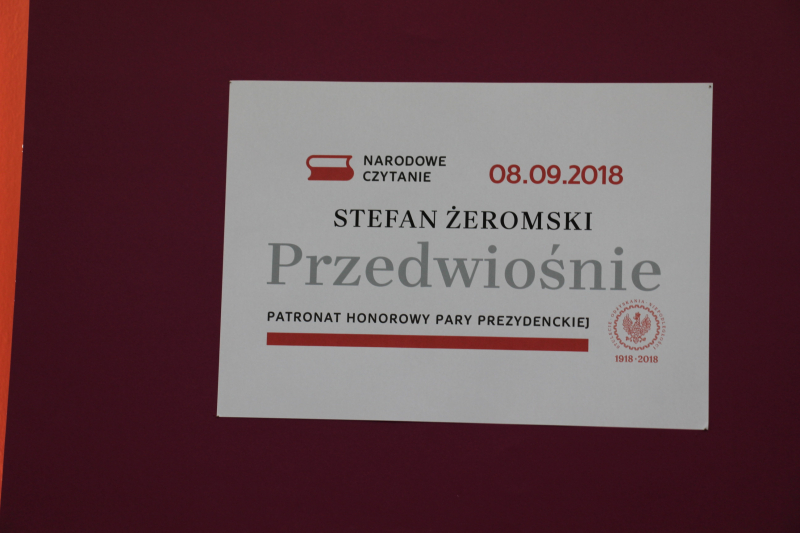 NARODOWE
CZYTANIE
08.09.2018
STEFAN ŻEROMSKI
Przedwiośnie
PATRONAT HONOROWY PARY PREZYDENCKIEJ
1918-2018